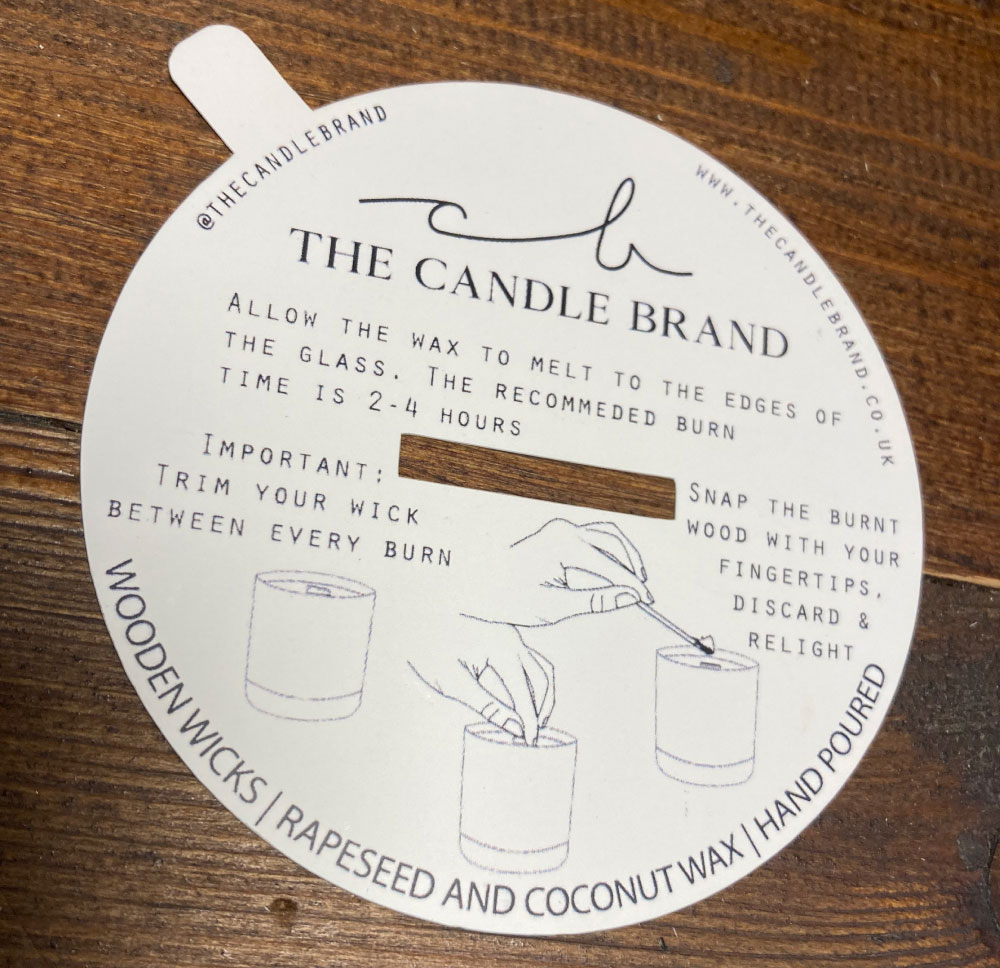 @THECANDLEBRAND
WWW.THECANDLEBRAND.CO.UK
cb
THE CANDLE BRAND
ALLOW THE WAX TO MELT TO THE EDGES OF
THE GLASS. THE RECOMMEDED BURN
TIME IS 2-4 HOURS
IMPORTANT:
TRIM YOUR WICK
BETWEEN EVERY BURN
SNAP THE BURNT
WOOD WITH YOUR
FINGERTIPS,
DISCARD &
RELIGHT
WOODEN WICKS | RAPESEED AND COCONUT WAX | HAND POURED